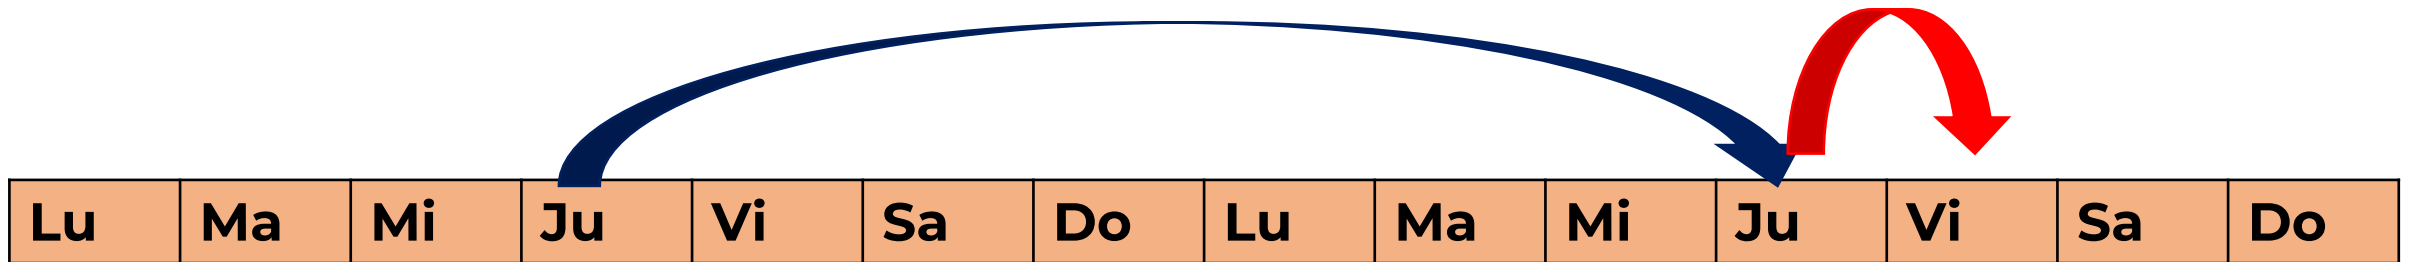 Lu Ma Mi Ju Vi Sa Do Lu Ma Mi Ju Vi Sa Do